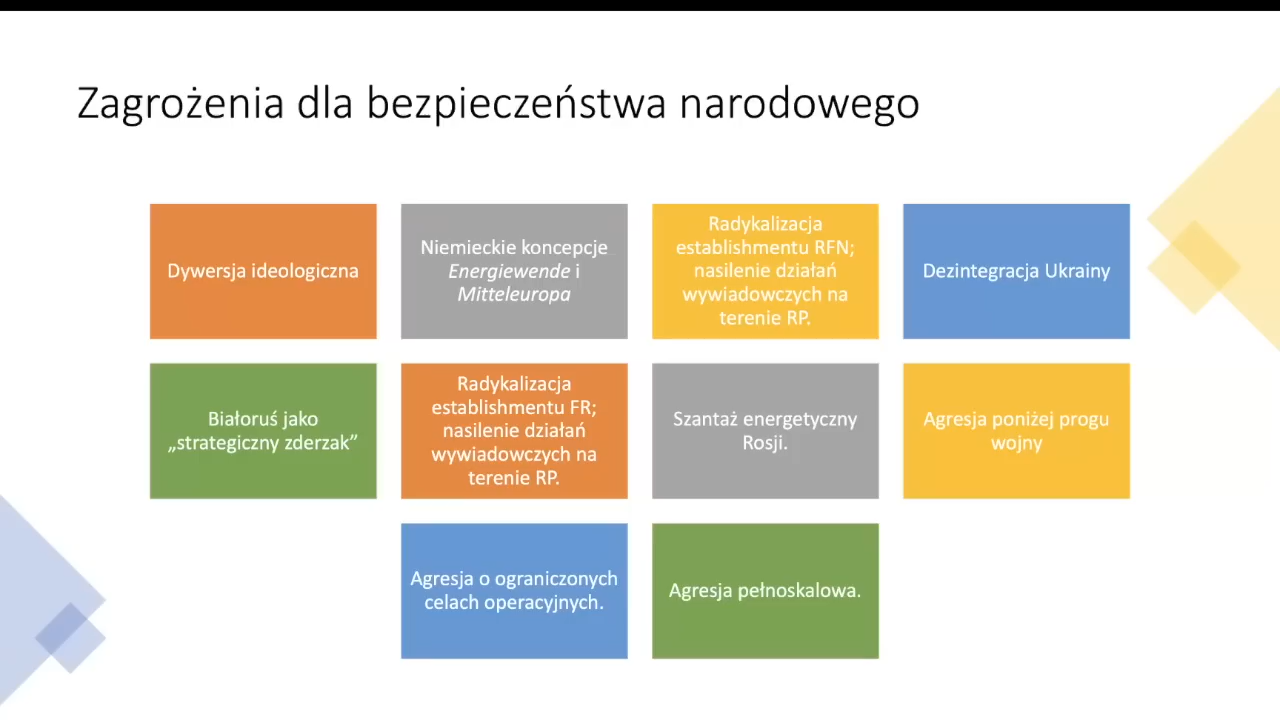 Zagrożenia dla bezpieczeństwa narodowego
Dywersja ideologiczna
Niemieckie koncepcje
Energiewende i
Mitteleuropa
Radykalizacja
establishmentu RFN;
nasilenie działań
wywiadowczych na
terenie RP.
Dezintegracja Ukrainy
Białoruś jako
„strategiczny zderzak”
Radykalizacja
establishmentu FR;
nasilenie działań
wywiadowczych na
terenie RP.
Szantaż energetyczny
Rosji.
Agresja poniżej progu
wojny
Agresja o ograniczonych
celach operacyjnych.
Agresja pełnoskalowa.